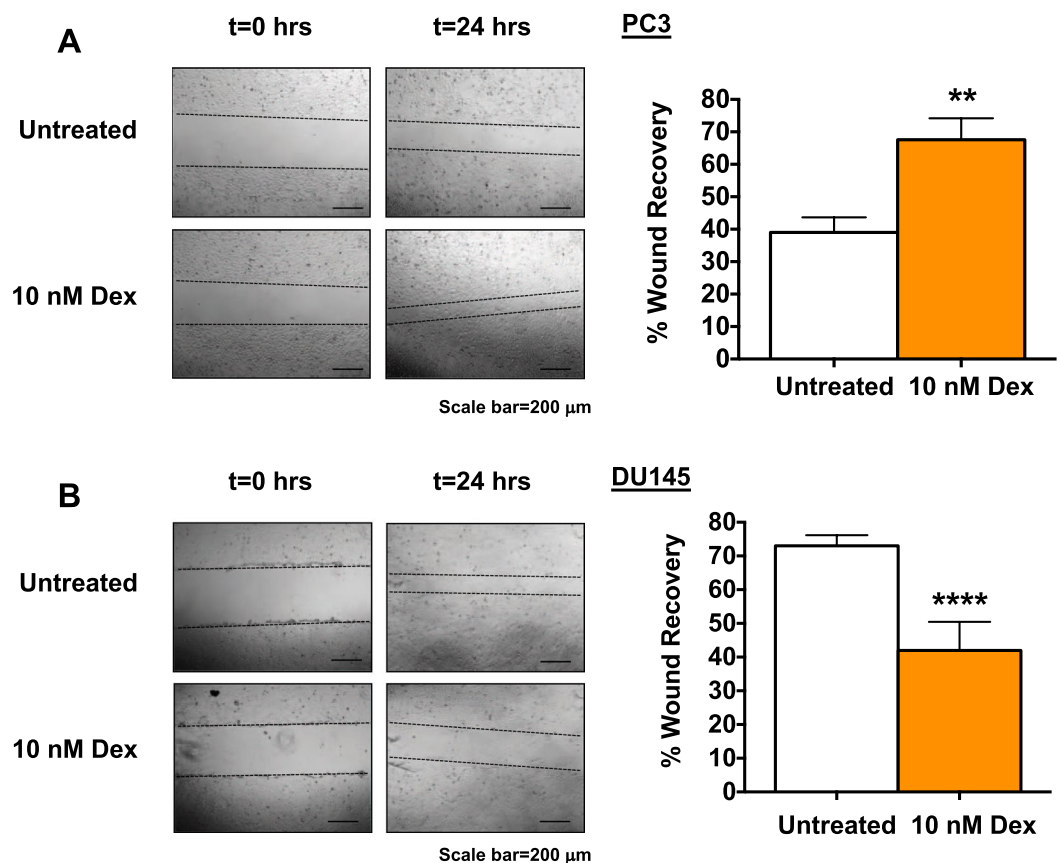 A
t=0 hrs
t=24 hrs
PC3
Untreated
10 nM Dex
Scale bar=200 µm
% Wound Recovery
80
70
60
50
40
30
20
10
0
**
Untreated
10 nM Dex
B
t=0 hrs
t=24 hrs
DU145
Untreated
10 nM Dex
Scale bar=200 µm
% Wound Recovery
80
70
60
50
40
30
20
10
0
****
Untreated
10 nM Dex